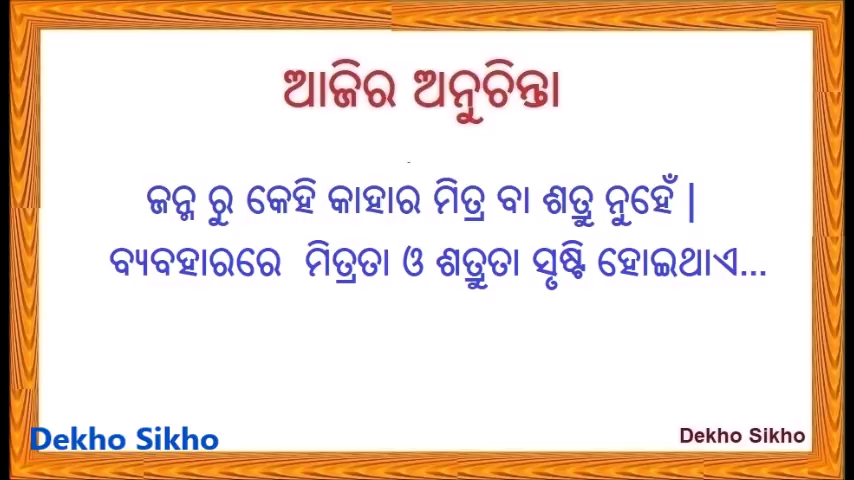 ଆଜିର ଅନୁଚିନ୍ତା
ଜନ୍ମ ରୁ କେହି କାହାର ମିତ୍ର ବା ଶତ୍ରୁ ନୁହେଁ |
ବ୍ୟବହାରରେ ମିତ୍ରତା ଓ ଶତ୍ରୁତା ସୃଷ୍ଟି ହୋଇଥାଏ...
Dekho Sikho
Dekho Sikho